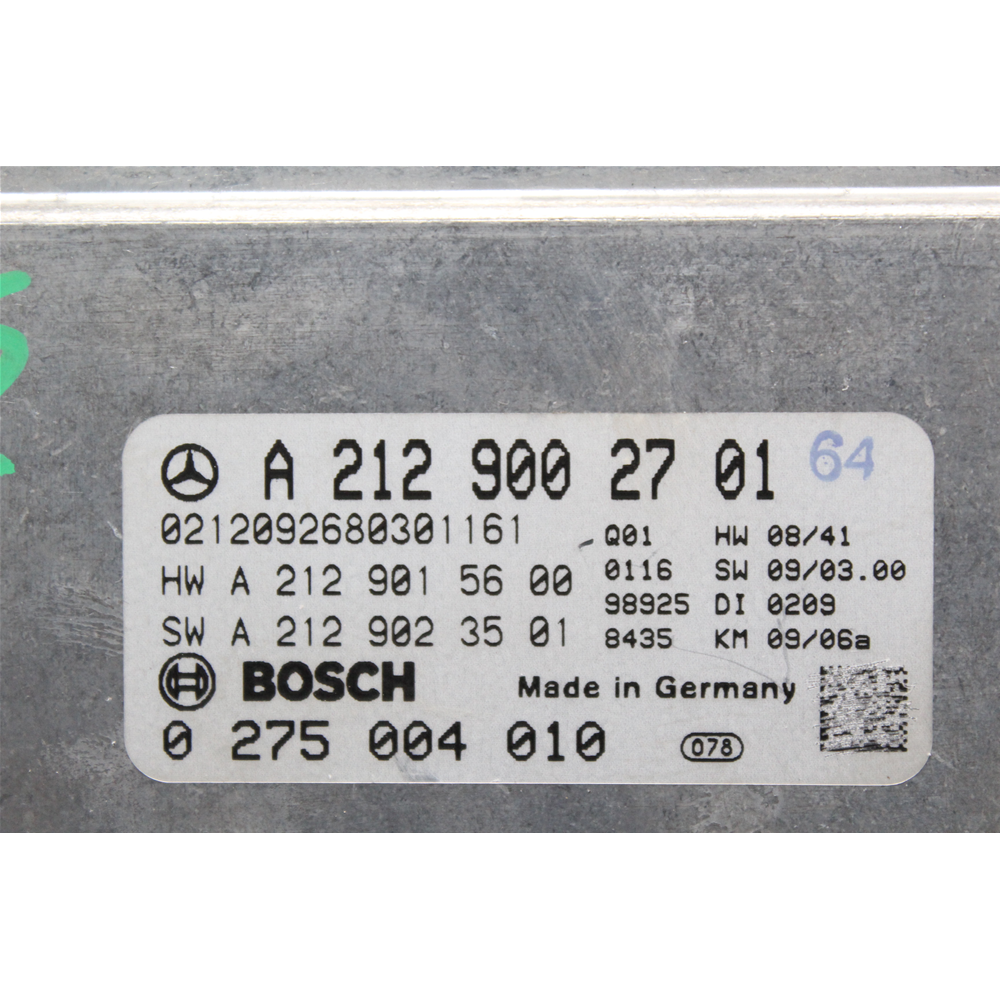 A 212 900 27 01 64
0212092680301161
HW A 212 901 56 00
SW A 212 902 35 01
Q01 HW 08/41
0116 SW 09/03.00
98925 DI 0209
8435 KM 09/06a
BOSCH Made in Germany
0 275 004 010 078